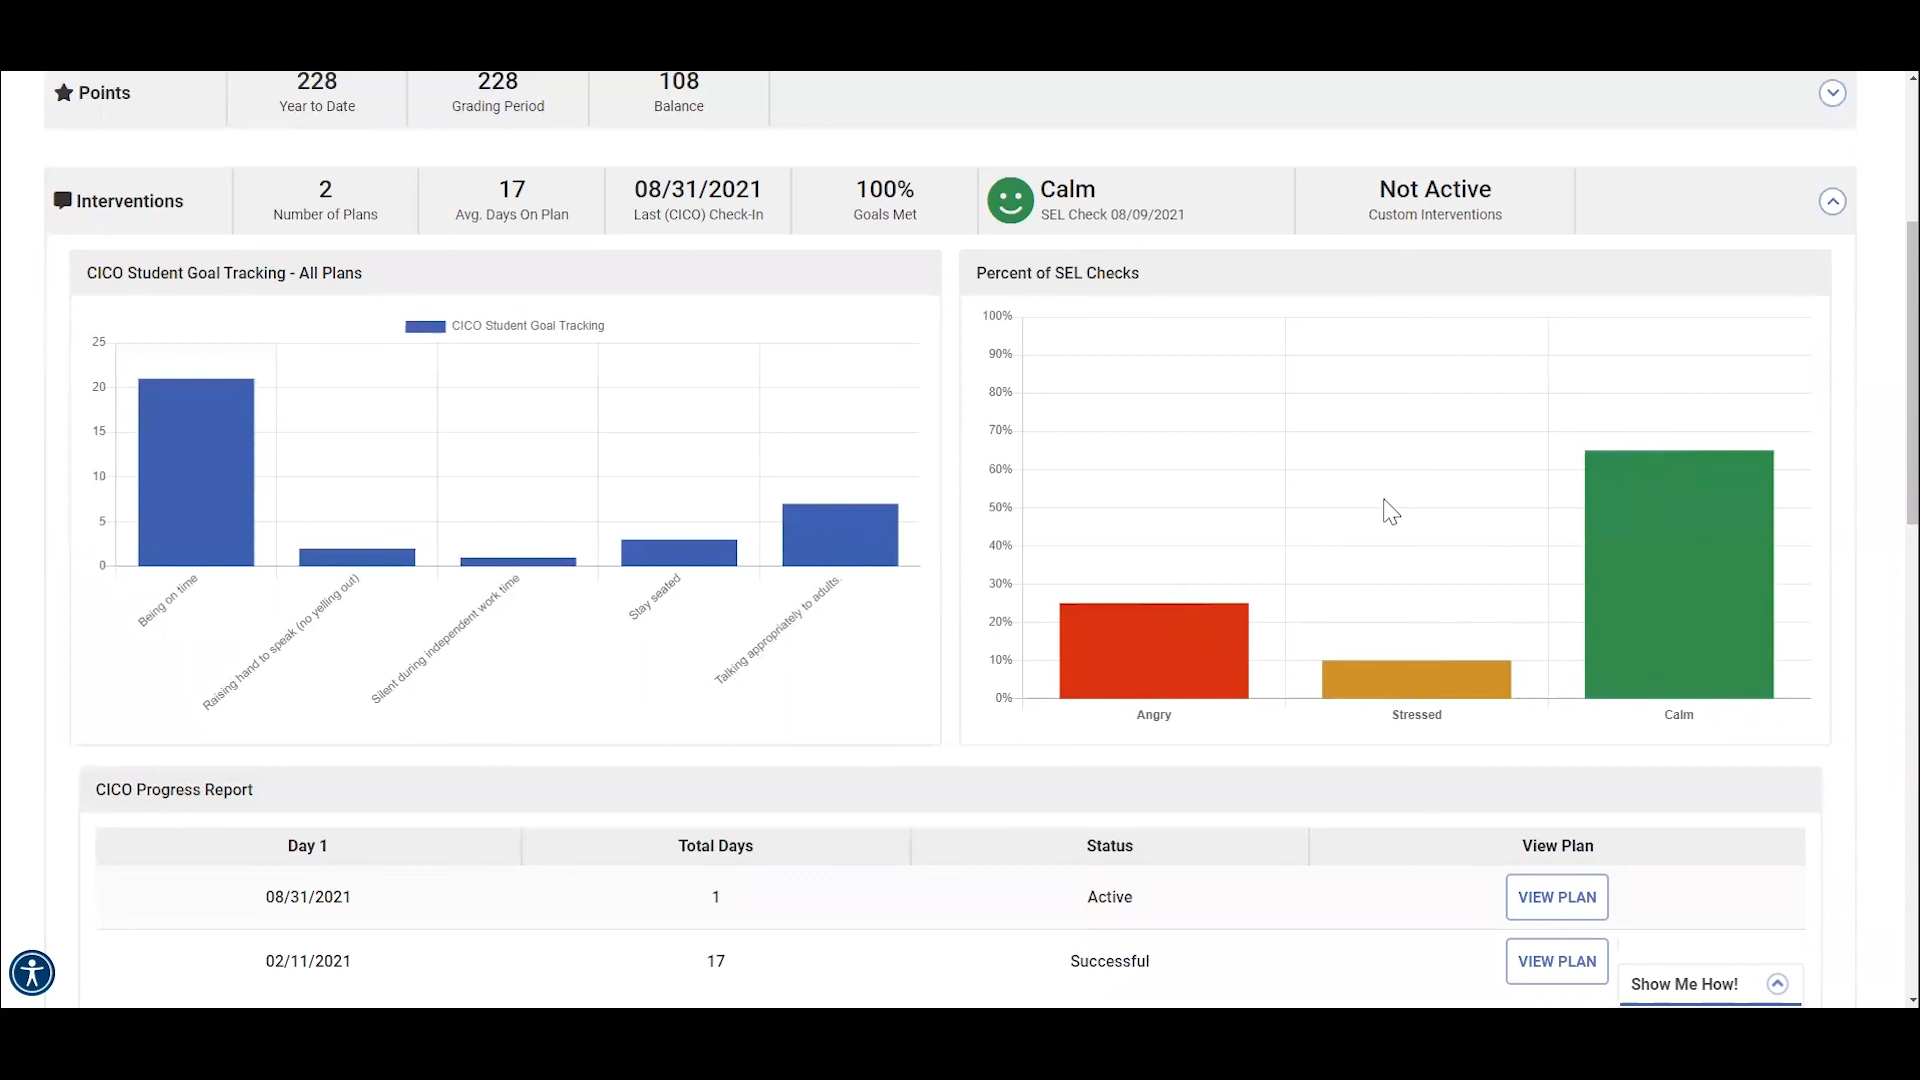 Points
228
Year to Date
228
Grading Period
108
Balance
Interventions
2
Number of Plans
17
Avg. Days On Plan
08/31/2021
Last (CICO) Check-In
100%
Goals Met
Calm
SEL Check 08/09/2021
Not Active
Custom Interventions
CICO Student Goal Tracking - All Plans
CICO Student Goal Tracking
25
20
15
10
5
0
Being on time
Raising hand to speak (no yelling out)
Silent during independent work time
Stay seated
Talking appropriately to adults.
Percent of SEL Checks
100%
90%
80%
70%
60%
50%
40%
30%
20%
10%
0%
Angry
Stressed
Calm
CICO Progress Report
Day 1 Total Days Status View Plan
08/31/2021 1 Active VIEW PLAN
02/11/2021 17 Successful VIEW PLAN
Show Me How!